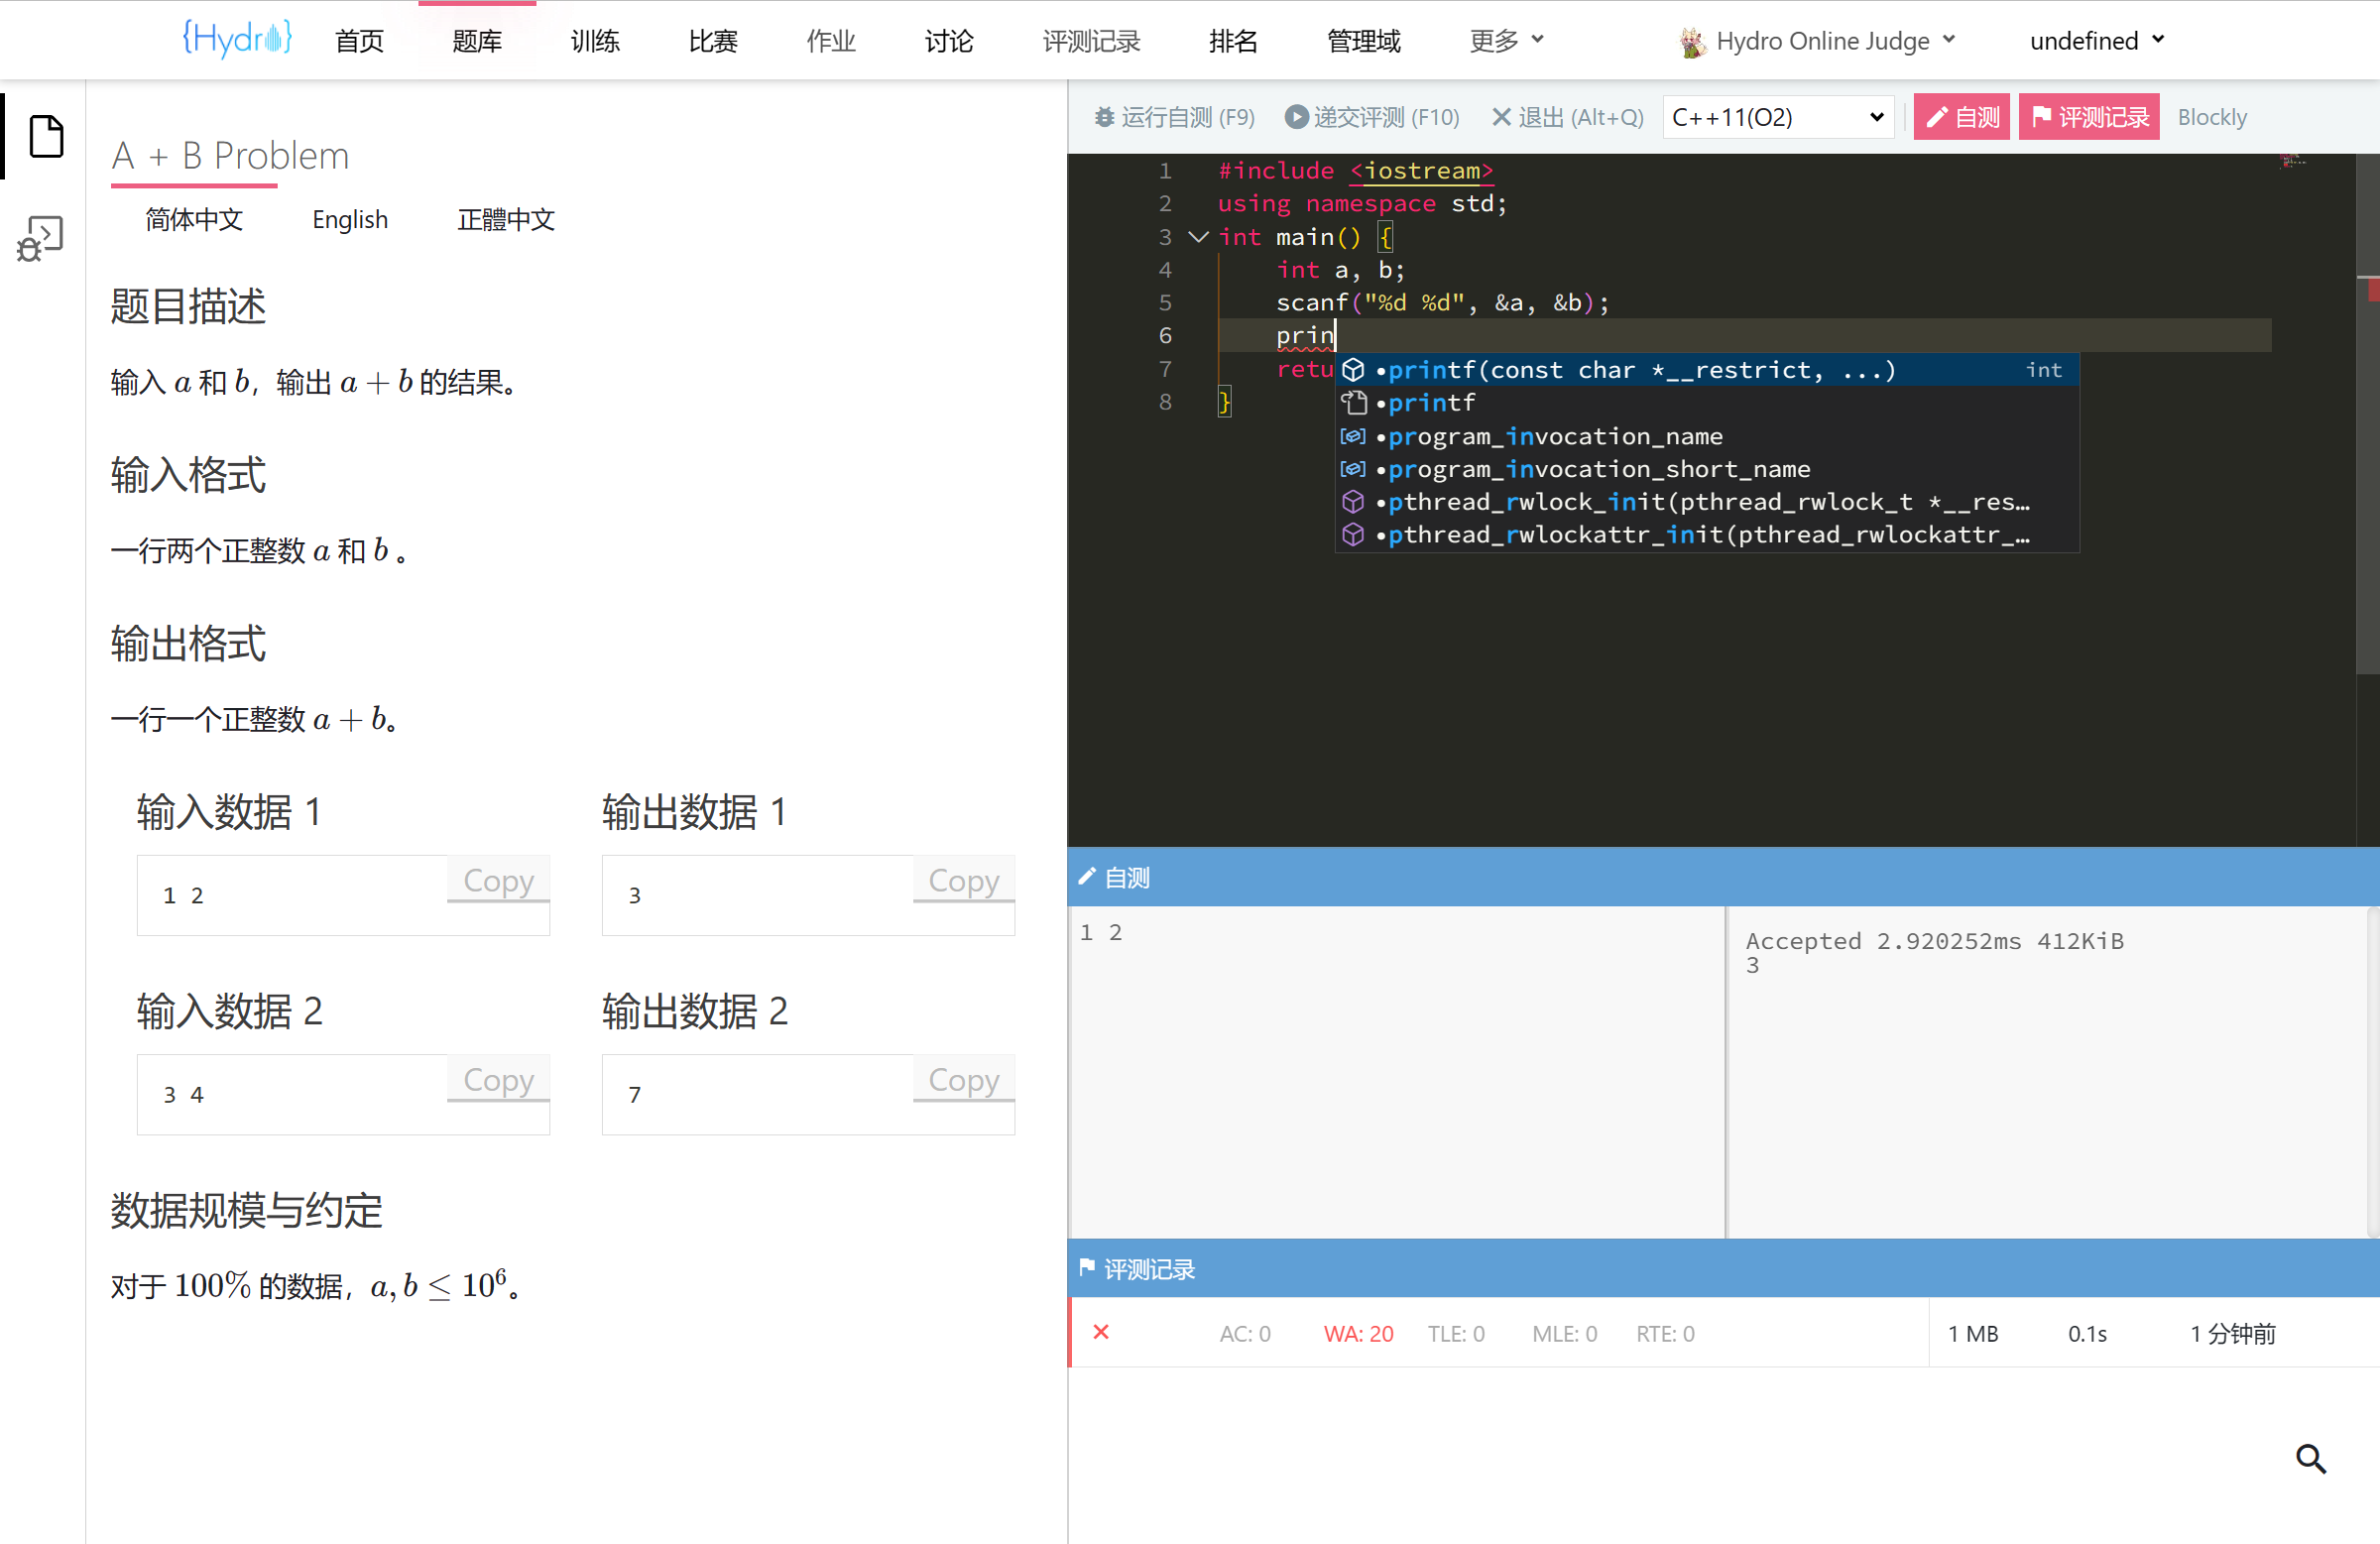 {Hydro} 首页 题库 训练 比赛 作业 讨论 评测记录 排名 管理域 更多 Hydro Online Judge undefined
A + B Problem
简体中文 English 正體中文
题目描述
输入 a 和 b，输出 a + b 的结果。
输入格式
一行两个正整数 a 和 b 。
输出格式
一行一个正整数 a + b。
输入数据 1 输出数据 1
1 2 Copy 3 Copy
输入数据 2 输出数据 2
3 4 Copy 7 Copy
数据规模与约定
对于 100% 的数据，a, b ≤ 10^6。
运行自测 (F9) 递交评测 (F10) 退出 (Alt+Q) C++11(O2) 自测 评测记录 Blockly
1 #include <iostream>
2 using namespace std;
3 int main() {
4 int a, b;
5 scanf("%d %d", &a, &b);
6 prin
7 retu •printf(const char *__restrict, ...) int
8 } •printf
•program_invocation_name
•program_invocation_short_name
•pthread_rwlock_init(pthread_rwlock_t *__res…
•pthread_rwlockattr_init(pthread_rwlockattr_…
自测
1 2
Accepted 2.920252ms 412KiB
3
评测记录
AC: 0 WA: 20 TLE: 0 MLE: 0 RTE: 0 1 MB 0.1s 1 分钟前